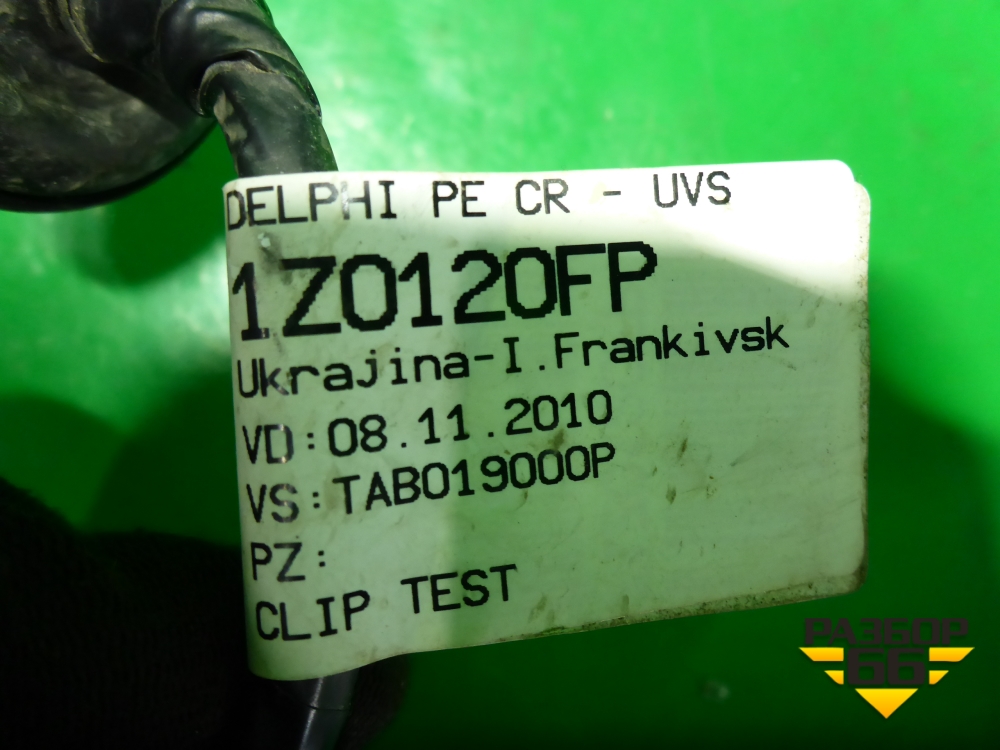 DELPHI PE CR - UVS
1Z0120FP
Ukrajina-I.Frankivsk
VD:08.11.2010
VS:TAB019000P
PZ:
CLIP TEST
РАЗБОР
66